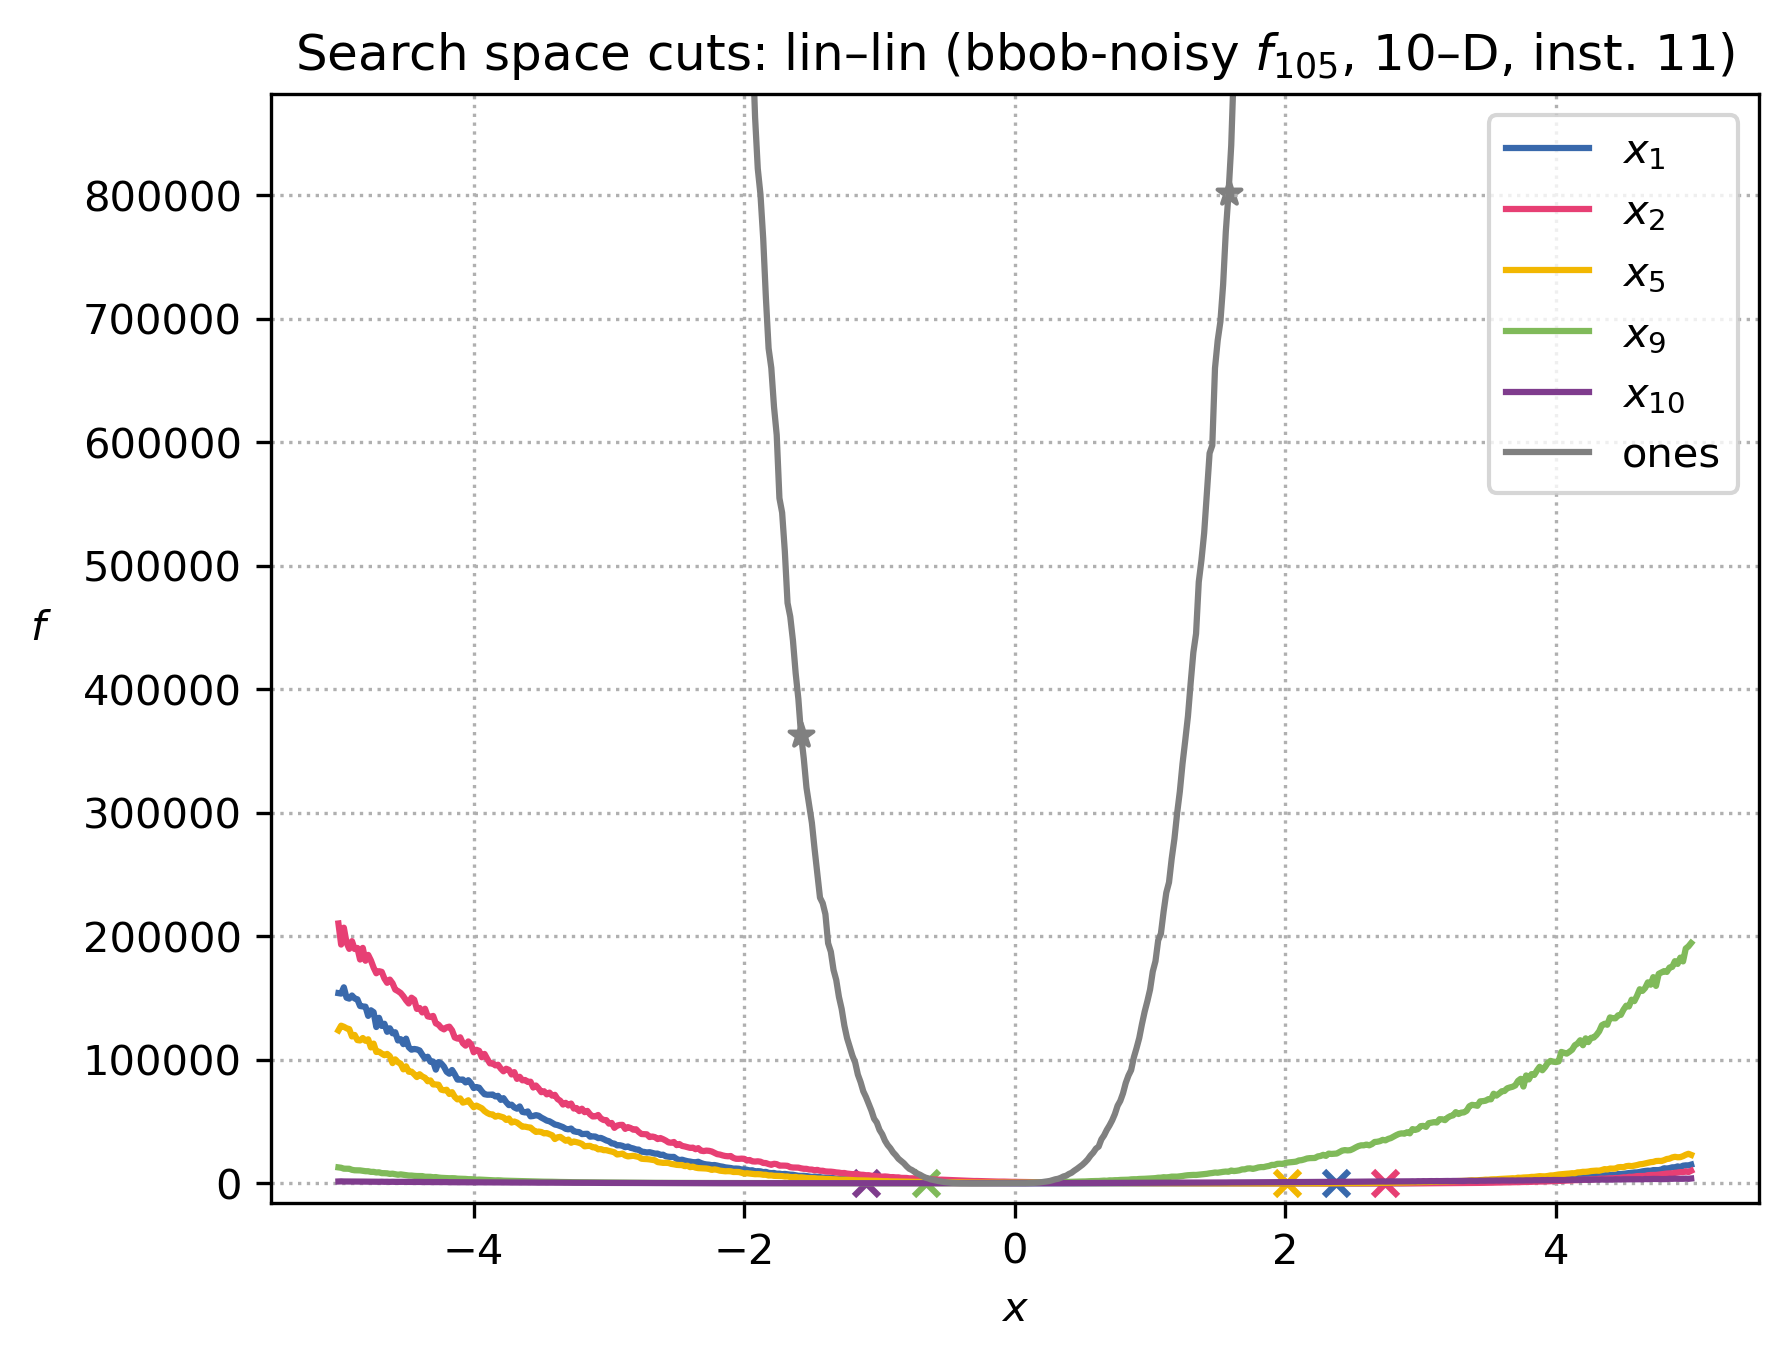 Search space cuts: lin–lin (bbob-noisy f₁₀₅, 10–D, inst. 11)
x₁
x₂
x₅
x₉
x₁₀
ones
800000
700000
600000
500000
400000
300000
200000
100000
0
f
−4
−2
0
2
4
x